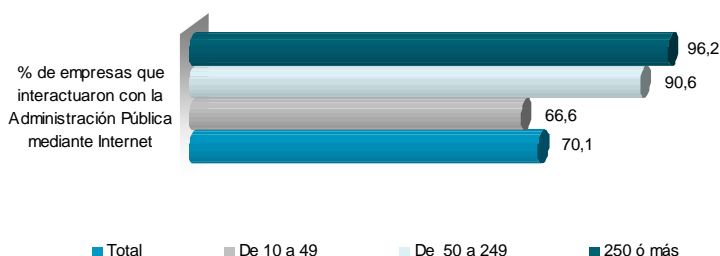 96,2
% de empresas que
interactuaron con la
Administración Pública
mediante Internet
90,6
66,6
70,1
Total De 10 a 49 De 50 a 249 250 ó más